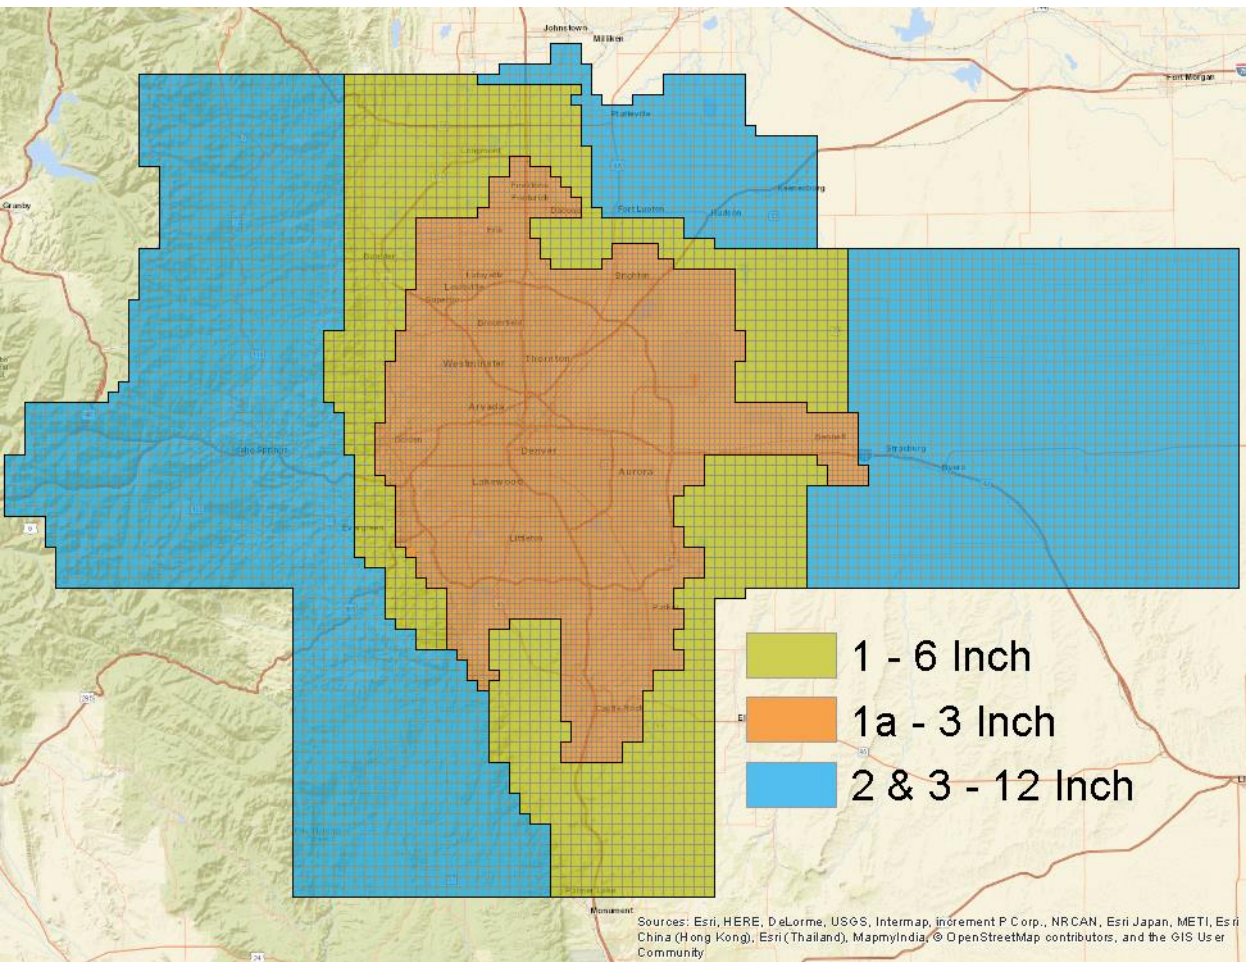 Johnstown
Milliken
Fort Morgan
Platteville
Longmont
Keenesburg
Granby
Firestone
Frederick
Dacono
Fort Lupton
Hudson
Erie
Boulder
Lafayette
Louisville
Superior
Brighton
Broomfield
Westminster
Thornton
Arvada
Golden
Bennett
Idaho Springs
Denver
Strasburg
Byers
Aurora
Lakewood
Evergreen
Littleton
Parker
1 - 6 Inch
Castle Rock
1a - 3 Inch
2 & 3 - 12 Inch
Palmer Lake
Monument
Sources: Esri, HERE, DeLorme, USGS, Intermap, increment P Corp., NRCAN, Esri Japan, METI, Esri
China (Hong Kong), Esri (Thailand), MapmyIndia, © OpenStreetMap contributors, and the GIS User
Community